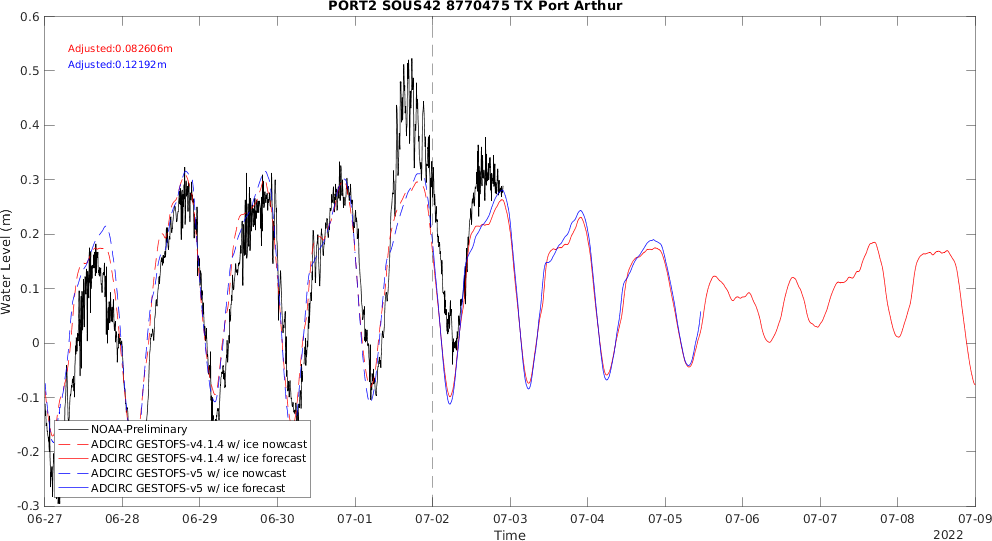 PORT2 SOUS42 8770475 TX Port Arthur
Adjusted:0.082606m
Adjusted:0.12192m
Water Level (m)
0.6
0.5
0.4
0.3
0.2
0.1
0
-0.1
-0.2
-0.3
NOAA-Preliminary
ADCIRC GESTOFS-v4.1.4 w/ ice nowcast
ADCIRC GESTOFS-v4.1.4 w/ ice forecast
ADCIRC GESTOFS-v5 w/ ice nowcast
ADCIRC GESTOFS-v5 w/ ice forecast
06-27 06-28 06-29 06-30 07-01 07-02 07-03 07-04 07-05 07-06 07-07 07-08 07-09
Time
2022